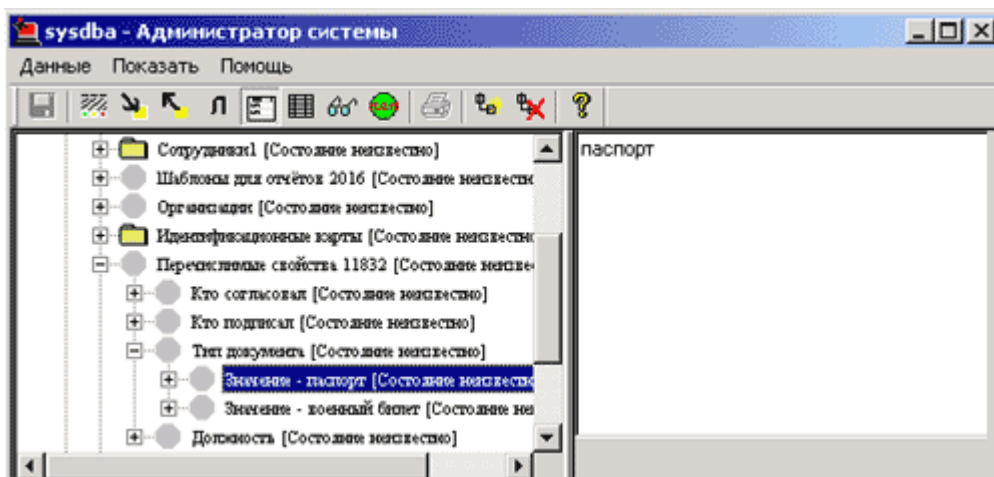 sysdba - Администратор системы
Данные Показать Помощь
Л
Сотрудники1 [Состояние неизвестно]
паспорт
Шаблоны для отчётов 2016 [Состояние неизвестн
Организации [Состояние неизвестно]
Идентификационные карты [Состояние неизвестно
Перечислимые свойства 11832 [Состояние неизве
Кто согласовал [Состояние неизвестно]
Кто подписал [Состояние неизвестно]
Тип документа [Состояние неизвестно]
Значение - паспорт [Состояние неизвестн
Значение - военный билет [Состояние неи
Должность [Состояние неизвестно]